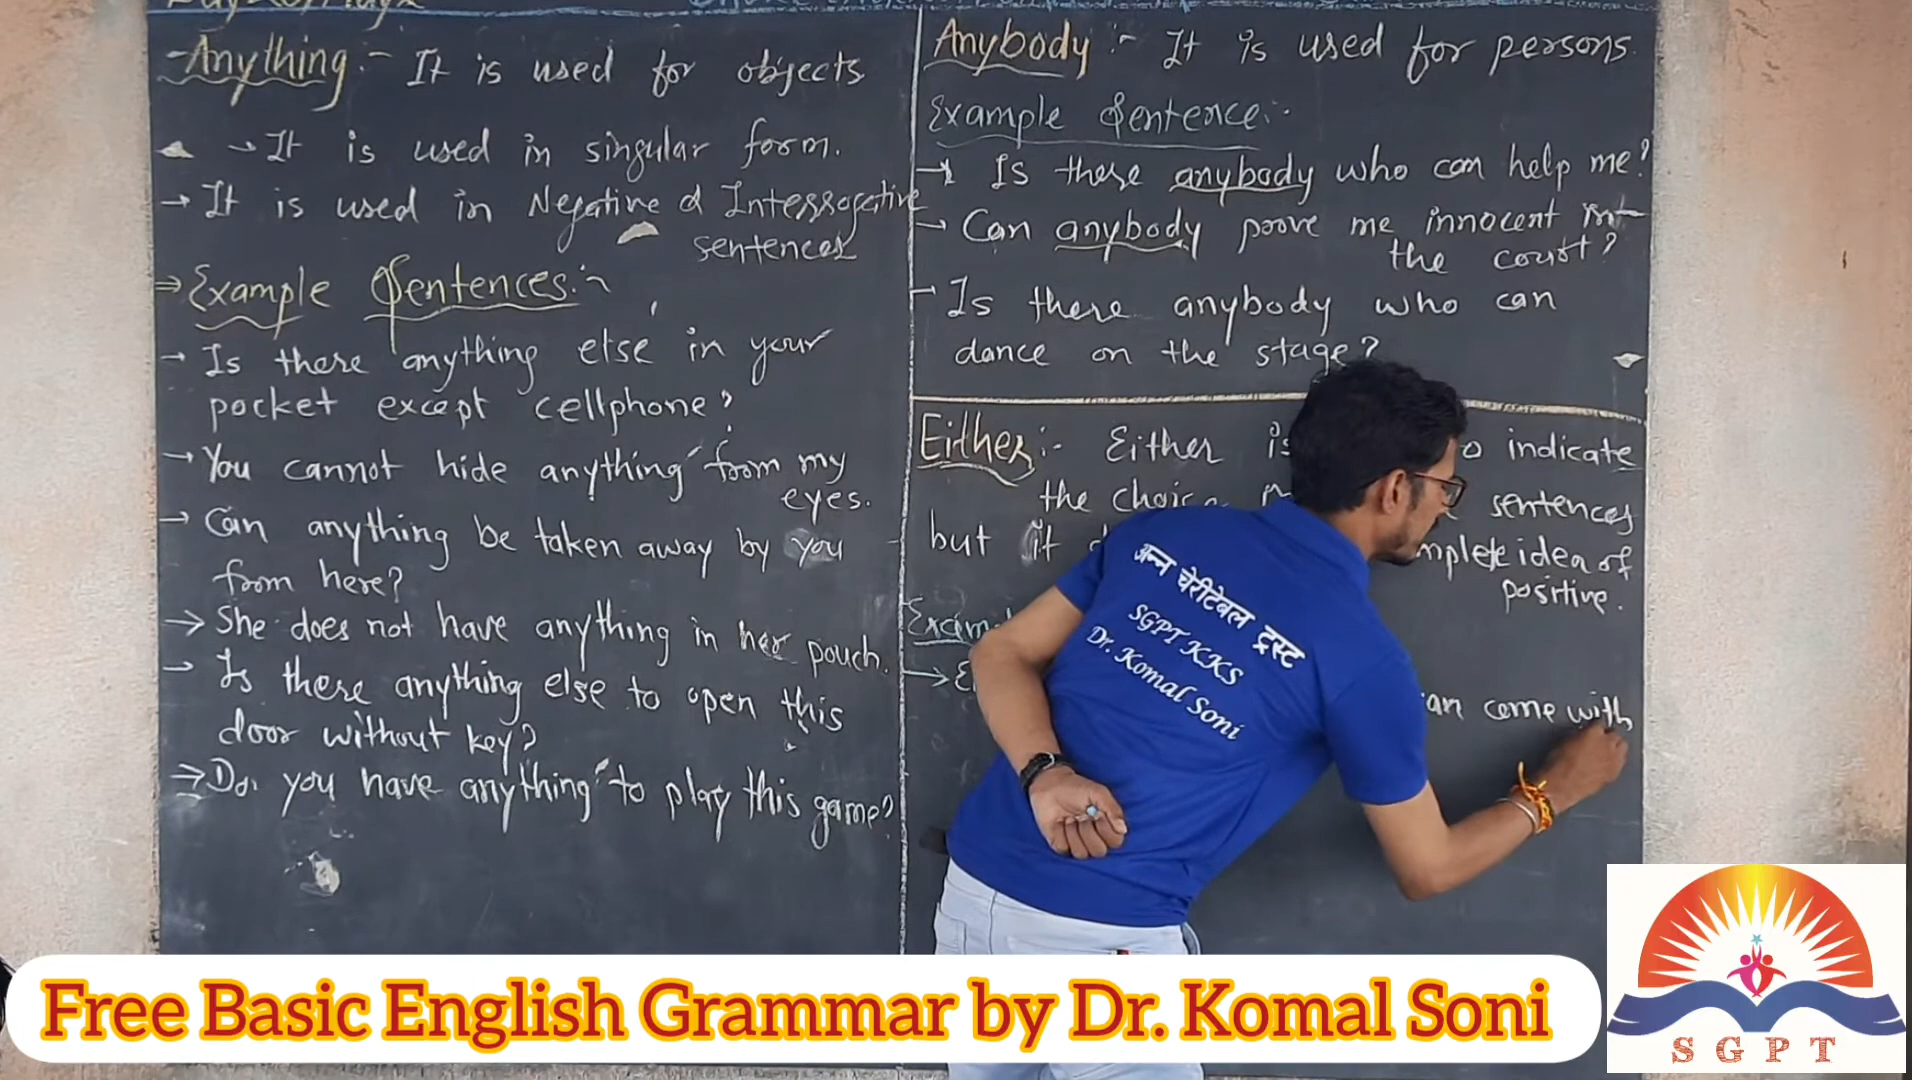 -Anything:- It is used for objects
→ It is used in singular form.
→ It is used in Negative & Interrogative
sentences
⇒ Example Sentences:-
→ Is there anything else in your
pocket except cellphone?
→ You cannot hide anything from my
eyes.
→ Can anything be taken away by you
from here?
→ She does not have anything in her pouch.
→ Is there anything else to open this
door without key?
⇒ Do you have anything to play this game?
Anybody:- It is used for persons.
Example Sentence:-
→ Is there anybody who can help me?
→ Can anybody prove me innocent in
the court?
→ Is there anybody who can
dance on the stage?
Either:- Either is indicate
the choice sentences
but it idea of
positive.
come with
अन्न चेरीटेबल ट्रस्ट
SGPT KKS
Dr. Komal Soni
Free Basic English Grammar by Dr. Komal Soni
SGPT